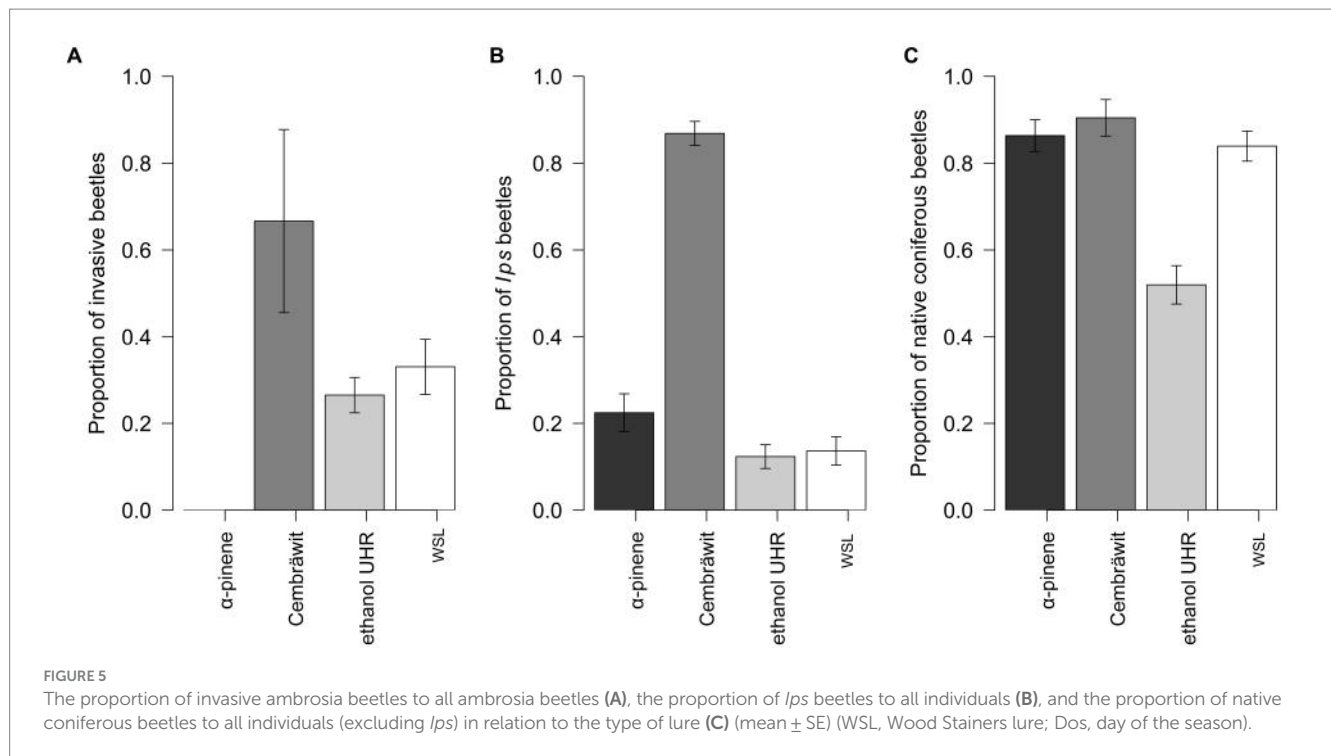 A
Proportion of invasive beetles
1.0
0.8
0.6
0.4
0.2
0.0
α-pinene
Cembräwit
ethanol UHR
WSL
B
Proportion of Ips beetles
1.0
0.8
0.6
0.4
0.2
0.0
α-pinene
Cembräwit
ethanol UHR
WSL
C
Proportion of native coniferous beetles
1.0
0.8
0.6
0.4
0.2
0.0
α-pinene
Cembräwit
ethanol UHR
WSL
FIGURE 5
The proportion of invasive ambrosia beetles to all ambrosia beetles (A), the proportion of Ips beetles to all individuals (B), and the proportion of native
coniferous beetles to all individuals (excluding Ips) in relation to the type of lure (C) (mean ± SE) (WSL, Wood Stainers lure; Dos, day of the season).